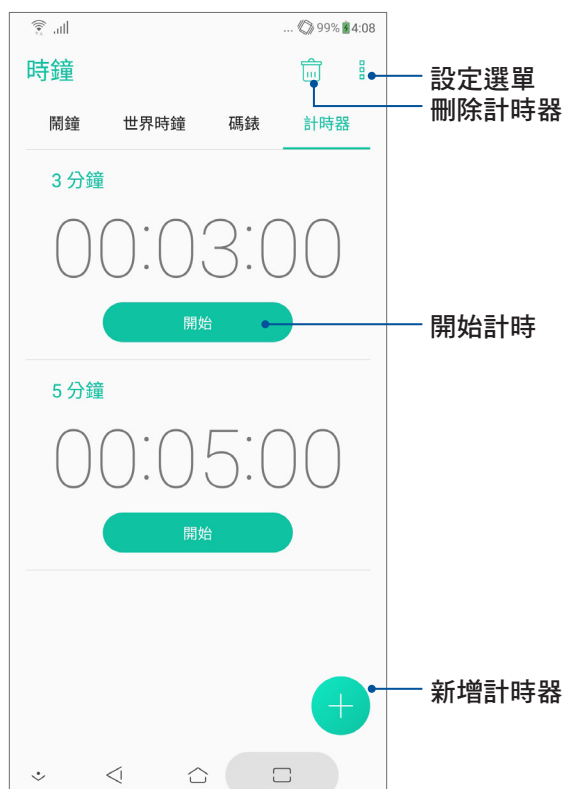 ... 99% 4:08
時鐘
設定選單
刪除計時器
鬧鐘 世界時鐘 碼錶 計時器
3 分鐘
00:03:00
開始
開始計時
5 分鐘
00:05:00
開始
新增計時器